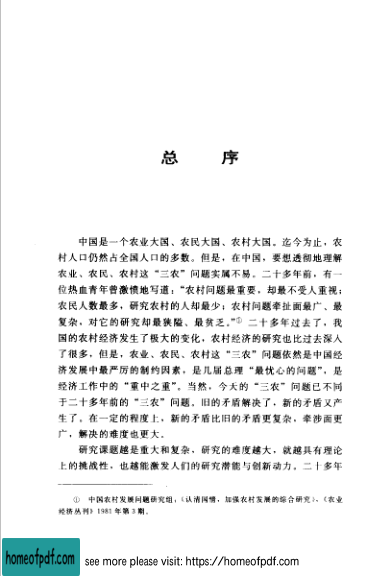 总 序
中国是一个农业大国、农民大国、农村大国。迄今为止，农
村人口仍然占全国人口的多数。但是，在中国，要想透彻地理解
农业、农民、农村这“三农”问题实属不易。二十多年前，有一
位热血青年曾激愤地写道：“农村问题最重要，却最不受人重视；
农民人数最多，研究农村的人却最少；农村问题牵扯面最广、最
复杂，对它的研究却最狭隘、最贫乏。”① 二十多年过去了，我
国的农村经济发生了极大的变化，农村经济的研究也比过去深入
了很多，但是，农业、农民、农村这“三农”问题依然是中国经
济发展中最严厉的制约因素，是几届总理“最忧心的问题”，是
经济工作中的“重中之重”。当然，今天的“三农”问题已不同
于二十多年前的“三农”问题。旧的矛盾解决了，新的矛盾又产
生了。在一定的程度上，新的矛盾比旧的矛盾更复杂，牵涉面更
广，解决的难度也更大。
研究课题越是重大和复杂，研究的难度越大，就越具有理论
上的挑战性，也越能激发人们的研究潜能与创新动力。二十多年
① 中国农村发展问题研究组，《认清国情，加强农村发展的综合研究》，《农业
经济丛刊》1981 年第 3 期。
homeofpdf.com see more please visit: https://homeofpdf.com